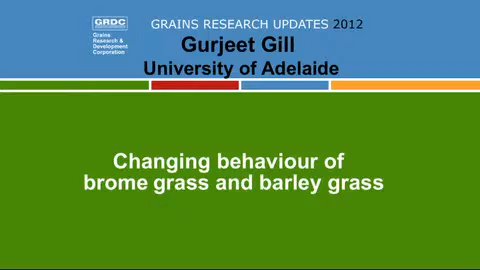 GRDC
Grains
Research &
Development
Corporation
GRAINS RESEARCH UPDATES 2012
Gurjeet Gill
University of Adelaide
Changing behaviour of
brome grass and barley grass